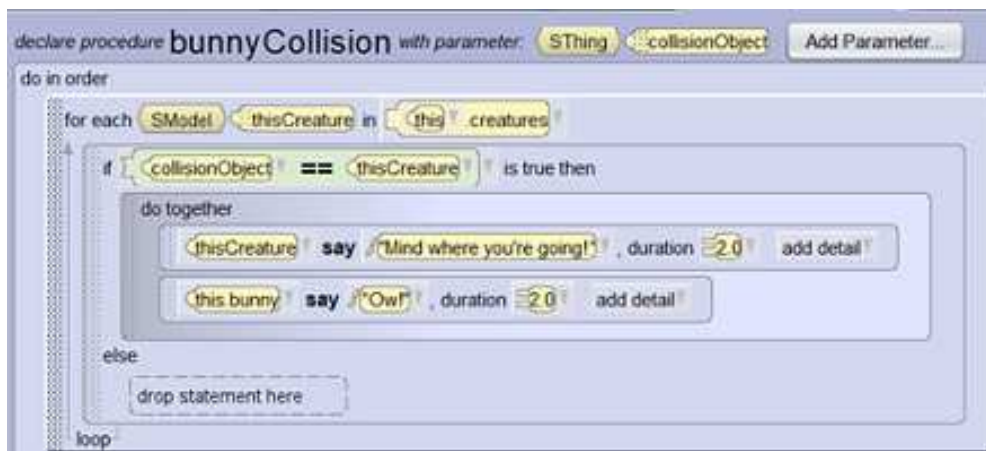 declare procedure bunnyCollision with parameter: SThing collisionObject Add Parameter...
do in order
for each SModel thisCreature in this creatures
if collisionObject == thisCreature is true then
do together
thisCreature say "Mind where you're going!" , duration 2.0 add detail
this.bunny say "Ow!" , duration 2.0 add detail
else
drop statement here
loop